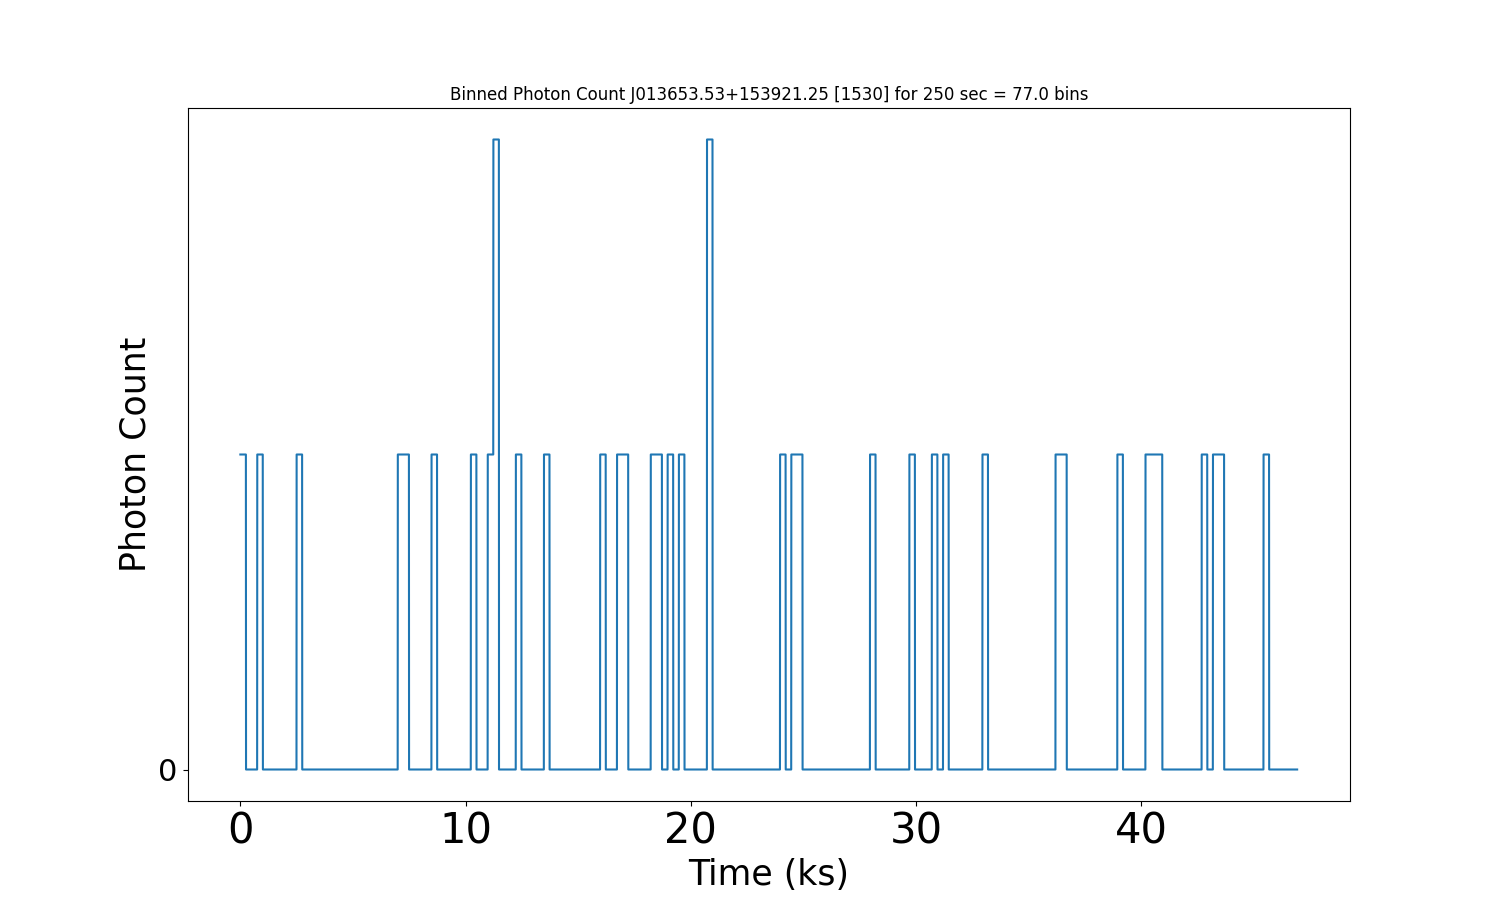 Binned Photon Count J013653.53+153921.25 [1530] for 250 sec = 77.0 bins
Photon Count
0
0 10 20 30 40
Time (ks)